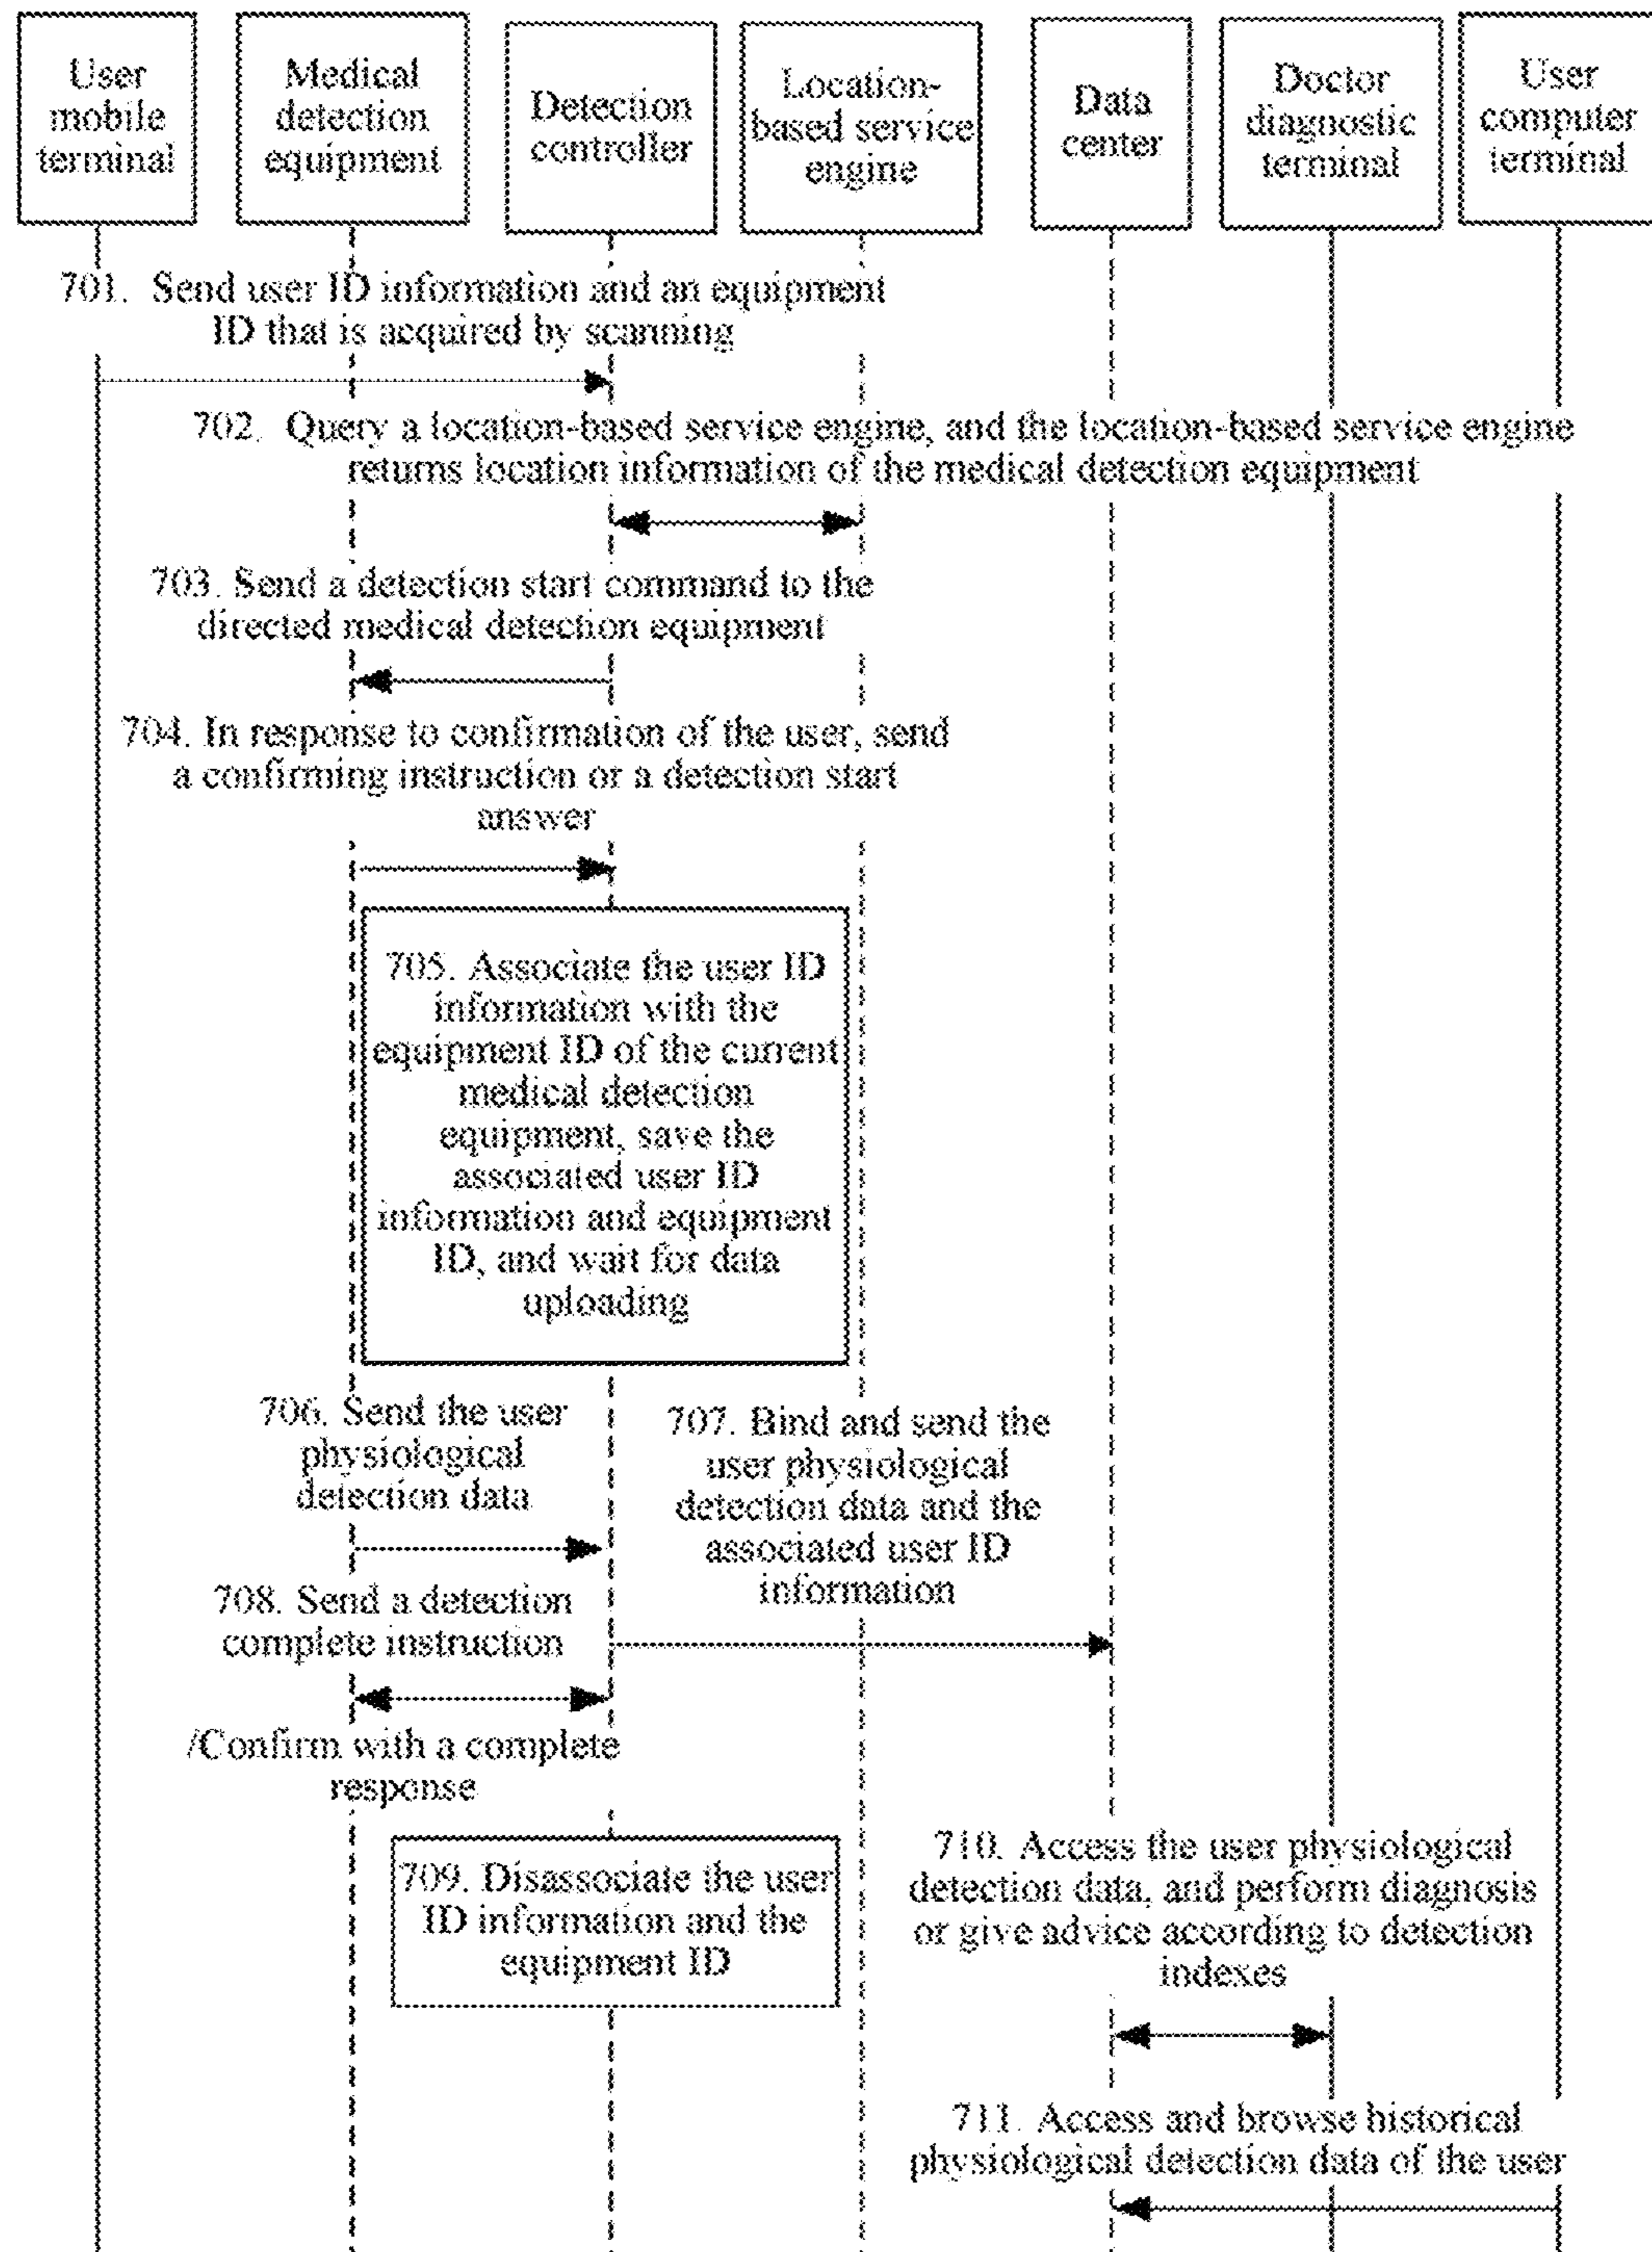 User
mobile
terminal
Medical
detection
equipment
Detection
controller
Location-
based service
engine
Data
center
Doctor
diagnostic
terminal
User
computer
terminal
701. Send user ID information and an equipment
ID that is acquired by scanning
702. Query a location-based service engine, and the location-based service engine
returns location information of the medical detection equipment
703. Send a detection start command to the
directed medical detection equipment
704. In response to confirmation of the user, send
a confirming instruction or a detection start
answer
705. Associate the user ID
information with the
equipment ID of the current
medical detection
equipment, save the
associated user ID
information and equipment
ID, and wait for data
uploading
706. Send the user
physiological
detection data
707. Bind and send the
user physiological
detection data and the
associated user ID
information
708. Send a detection
complete instruction
/Confirm with a complete
response
709. Disassociate the user
ID information and the
equipment ID
710. Access the user physiological
detection data, and perform diagnosis
or give advice according to detection
indexes
711. Access and browse historical
physiological detection data of the user